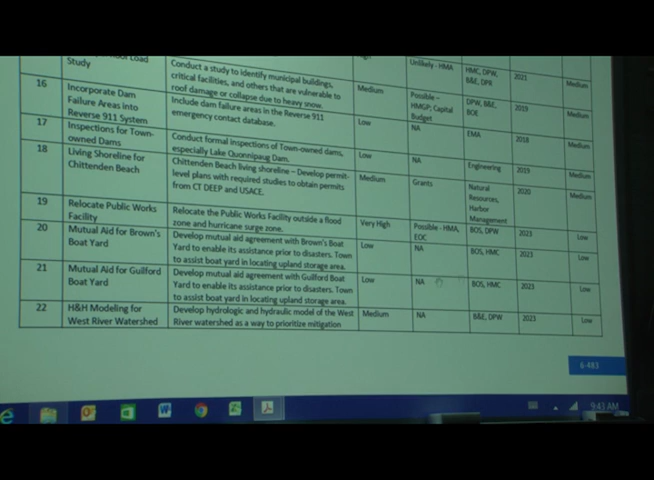 Load
Study
Conduct a study to identify municipal buildings,
critical facilities, and others that are vulnerable to
roof damage or collapse due to heavy snow.
Medium
Unlikely - HMA
HMC, DPW,
B&E, DPR
2021
Medium
16
Incorporate Dam
Failure Areas into
Reverse 911 System
Include dam failure areas in the Reverse 911
emergency contact database.
Low
Possible –
HMGP; Capital
Budget
DPW, B&E,
BOE
2019
Medium
17
Inspections for Town-
owned Dams
Conduct formal inspections of Town-owned dams,
especially Lake Quonnipaug Dam.
Low
NA
EMA
2018
Medium
18
Living Shoreline for
Chittenden Beach
Chittenden Beach living shoreline – Develop permit-
level plans with required studies to obtain permits
from CT DEEP and USACE.
Medium
NA
Grants
Engineering
Natural
Resources,
Harbor
Management
2019
2020
Medium
19
Relocate Public Works
Facility
Relocate the Public Works Facility outside a flood
zone and hurricane surge zone.
Very High
Possible - HMA,
EOC
BOS, DPW
2023
Low
20
Mutual Aid for Brown's
Boat Yard
Develop mutual aid agreement with Brown's Boat
Yard to enable its assistance prior to disasters. Town
to assist boat yard in locating upland storage area.
Low
NA
BOS, HMC
2023
Low
21
Mutual Aid for Guilford
Boat Yard
Develop mutual aid agreement with Guilford Boat
Yard to enable its assistance prior to disasters. Town
to assist boat yard in locating upland storage area.
Low
NA
BOS, HMC
2023
Low
22
H&H Modeling for
West River Watershed
Develop hydrologic and hydraulic model of the West
River watershed as a way to prioritize mitigation
Medium
NA
B&E, DPW
2023
Low
6-483
9:43 AM